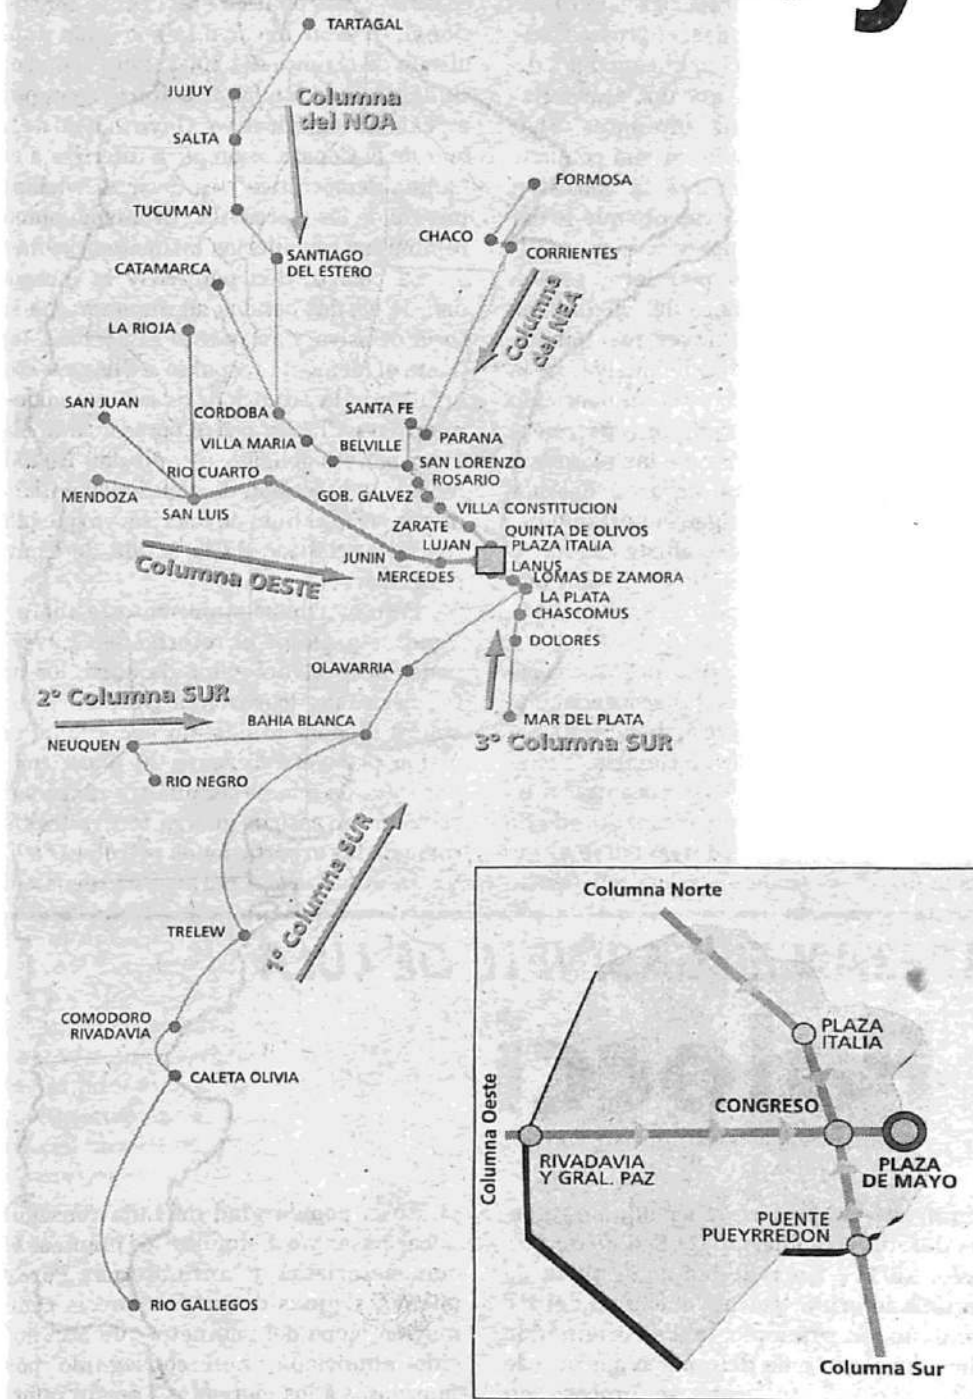 TARTAGAL
JUJUY
Columna
del NOA
SALTA
FORMOSA
TUCUMAN
CHACO
CORRIENTES
SANTIAGO
DEL ESTERO
CATAMARCA
Columna
del NEA
LA RIOJA
SAN JUAN
CORDOBA
SANTA FE
PARANA
VILLA MARIA
BELVILLE
SAN LORENZO
RIO CUARTO
ROSARIO
MENDOZA
SAN LUIS
GOB. GALVEZ
VILLA CONSTITUCION
ZARATE
QUINTA DE OLIVOS
LUJAN
PLAZA ITALIA
JUNIN
LANUS
MERCEDES
LOMAS DE ZAMORA
Columna OESTE
LA PLATA
CHASCOMUS
DOLORES
OLAVARRIA
2° Columna SUR
BAHIA BLANCA
MAR DEL PLATA
NEUQUEN
3° Columna SUR
RIO NEGRO
1° Columna SUR
TRELEW
COMODORO
RIVADAVIA
CALETA OLIVIA
RIO GALLEGOS
Columna Norte
PLAZA
ITALIA
Columna Oeste
CONGRESO
RIVADAVIA
Y GRAL. PAZ
PLAZA
DE MAYO
PUENTE
PUEYRREDON
Columna Sur